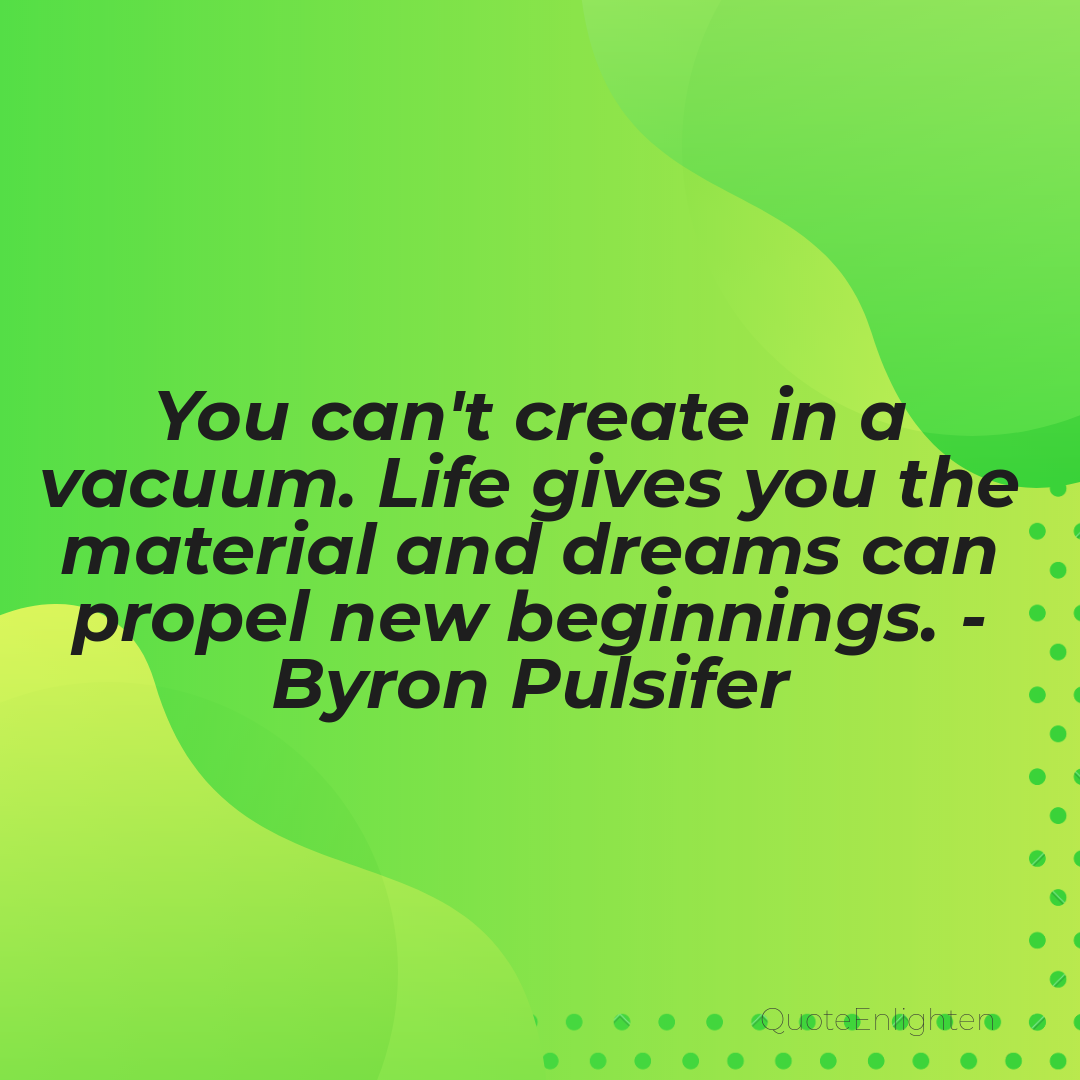 You can't create in a
vacuum. Life gives you the
material and dreams can
propel new beginnings. -
Byron Pulsifer
QuoteEnlighten